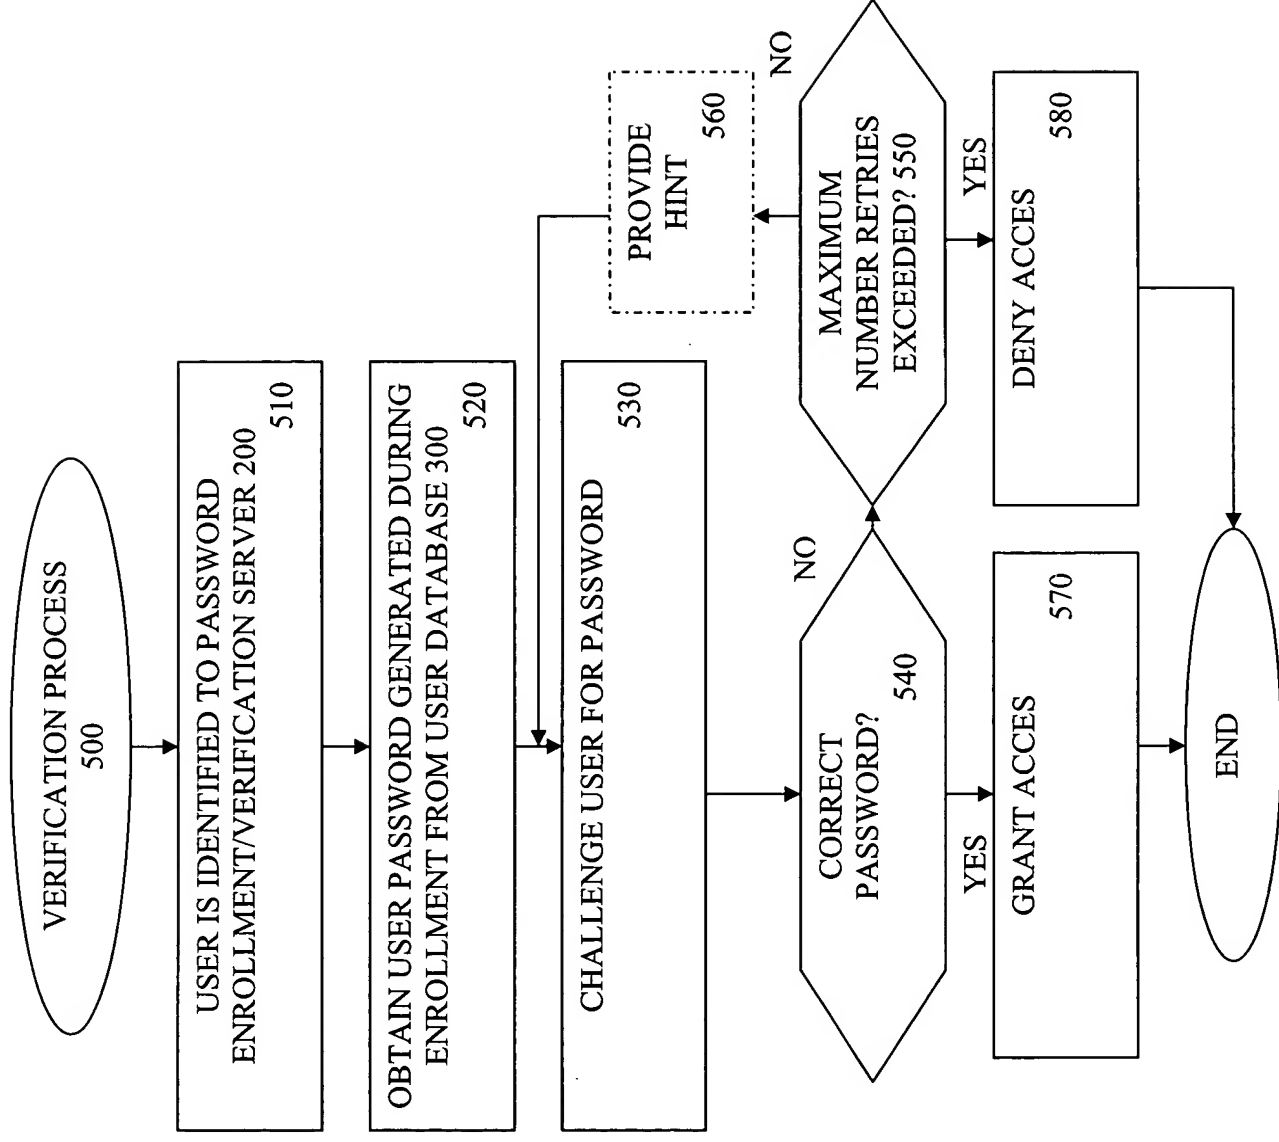 VERIFICATION PROCESS
500
USER IS IDENTIFIED TO PASSWORD
ENROLLMENT/VERIFICATION SERVER 200
510
OBTAIN USER PASSWORD GENERATED DURING
ENROLLMENT FROM USER DATABASE 300
520
CHALLENGE USER FOR PASSWORD
530
PROVIDE
HINT
560
CORRECT
PASSWORD?
540
NO
MAXIMUM
NUMBER RETRIES
EXCEEDED? 550
NO
YES
GRANT ACCES
570
YES
DENY ACCES
580
END